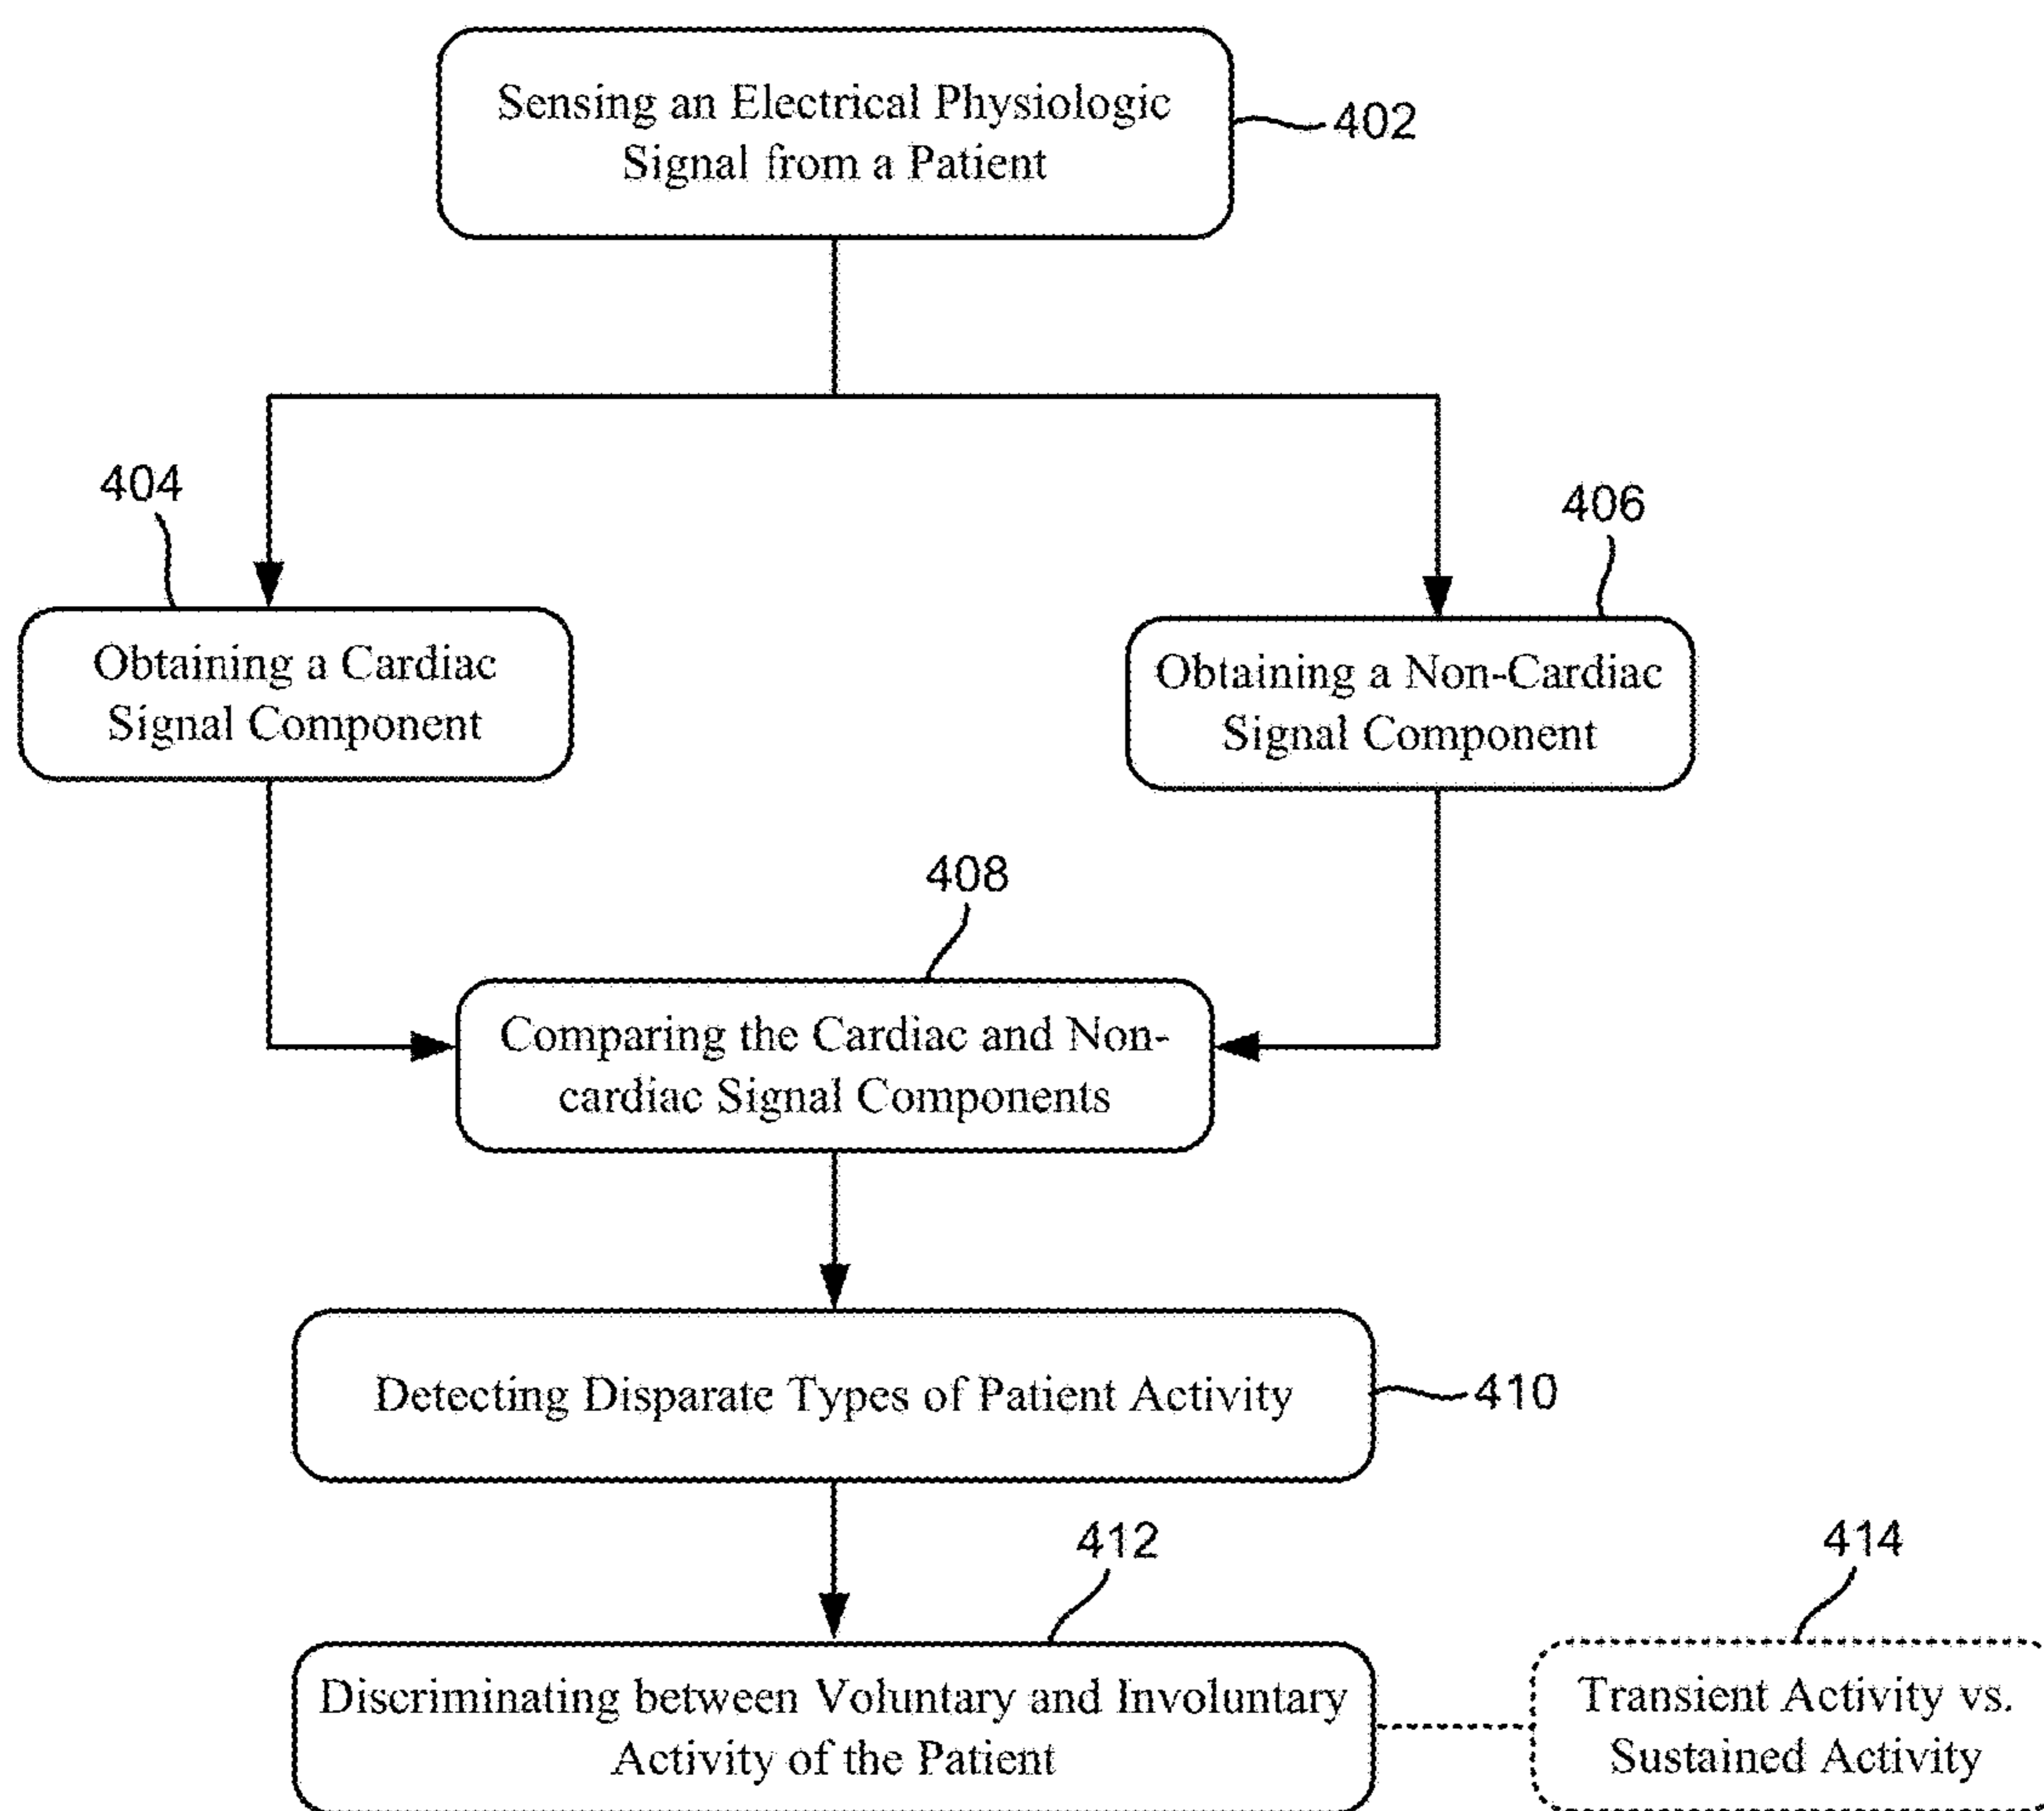 Sensing an Electrical Physiologic
Signal from a Patient
402
404
406
Obtaining a Cardiac
Signal Component
Obtaining a Non-Cardiac
Signal Component
408
Comparing the Cardiac and Non-
cardiac Signal Components
Detecting Disparate Types of Patient Activity
410
412
414
Discriminating between Voluntary and Involuntary
Activity of the Patient
Transient Activity vs.
Sustained Activity